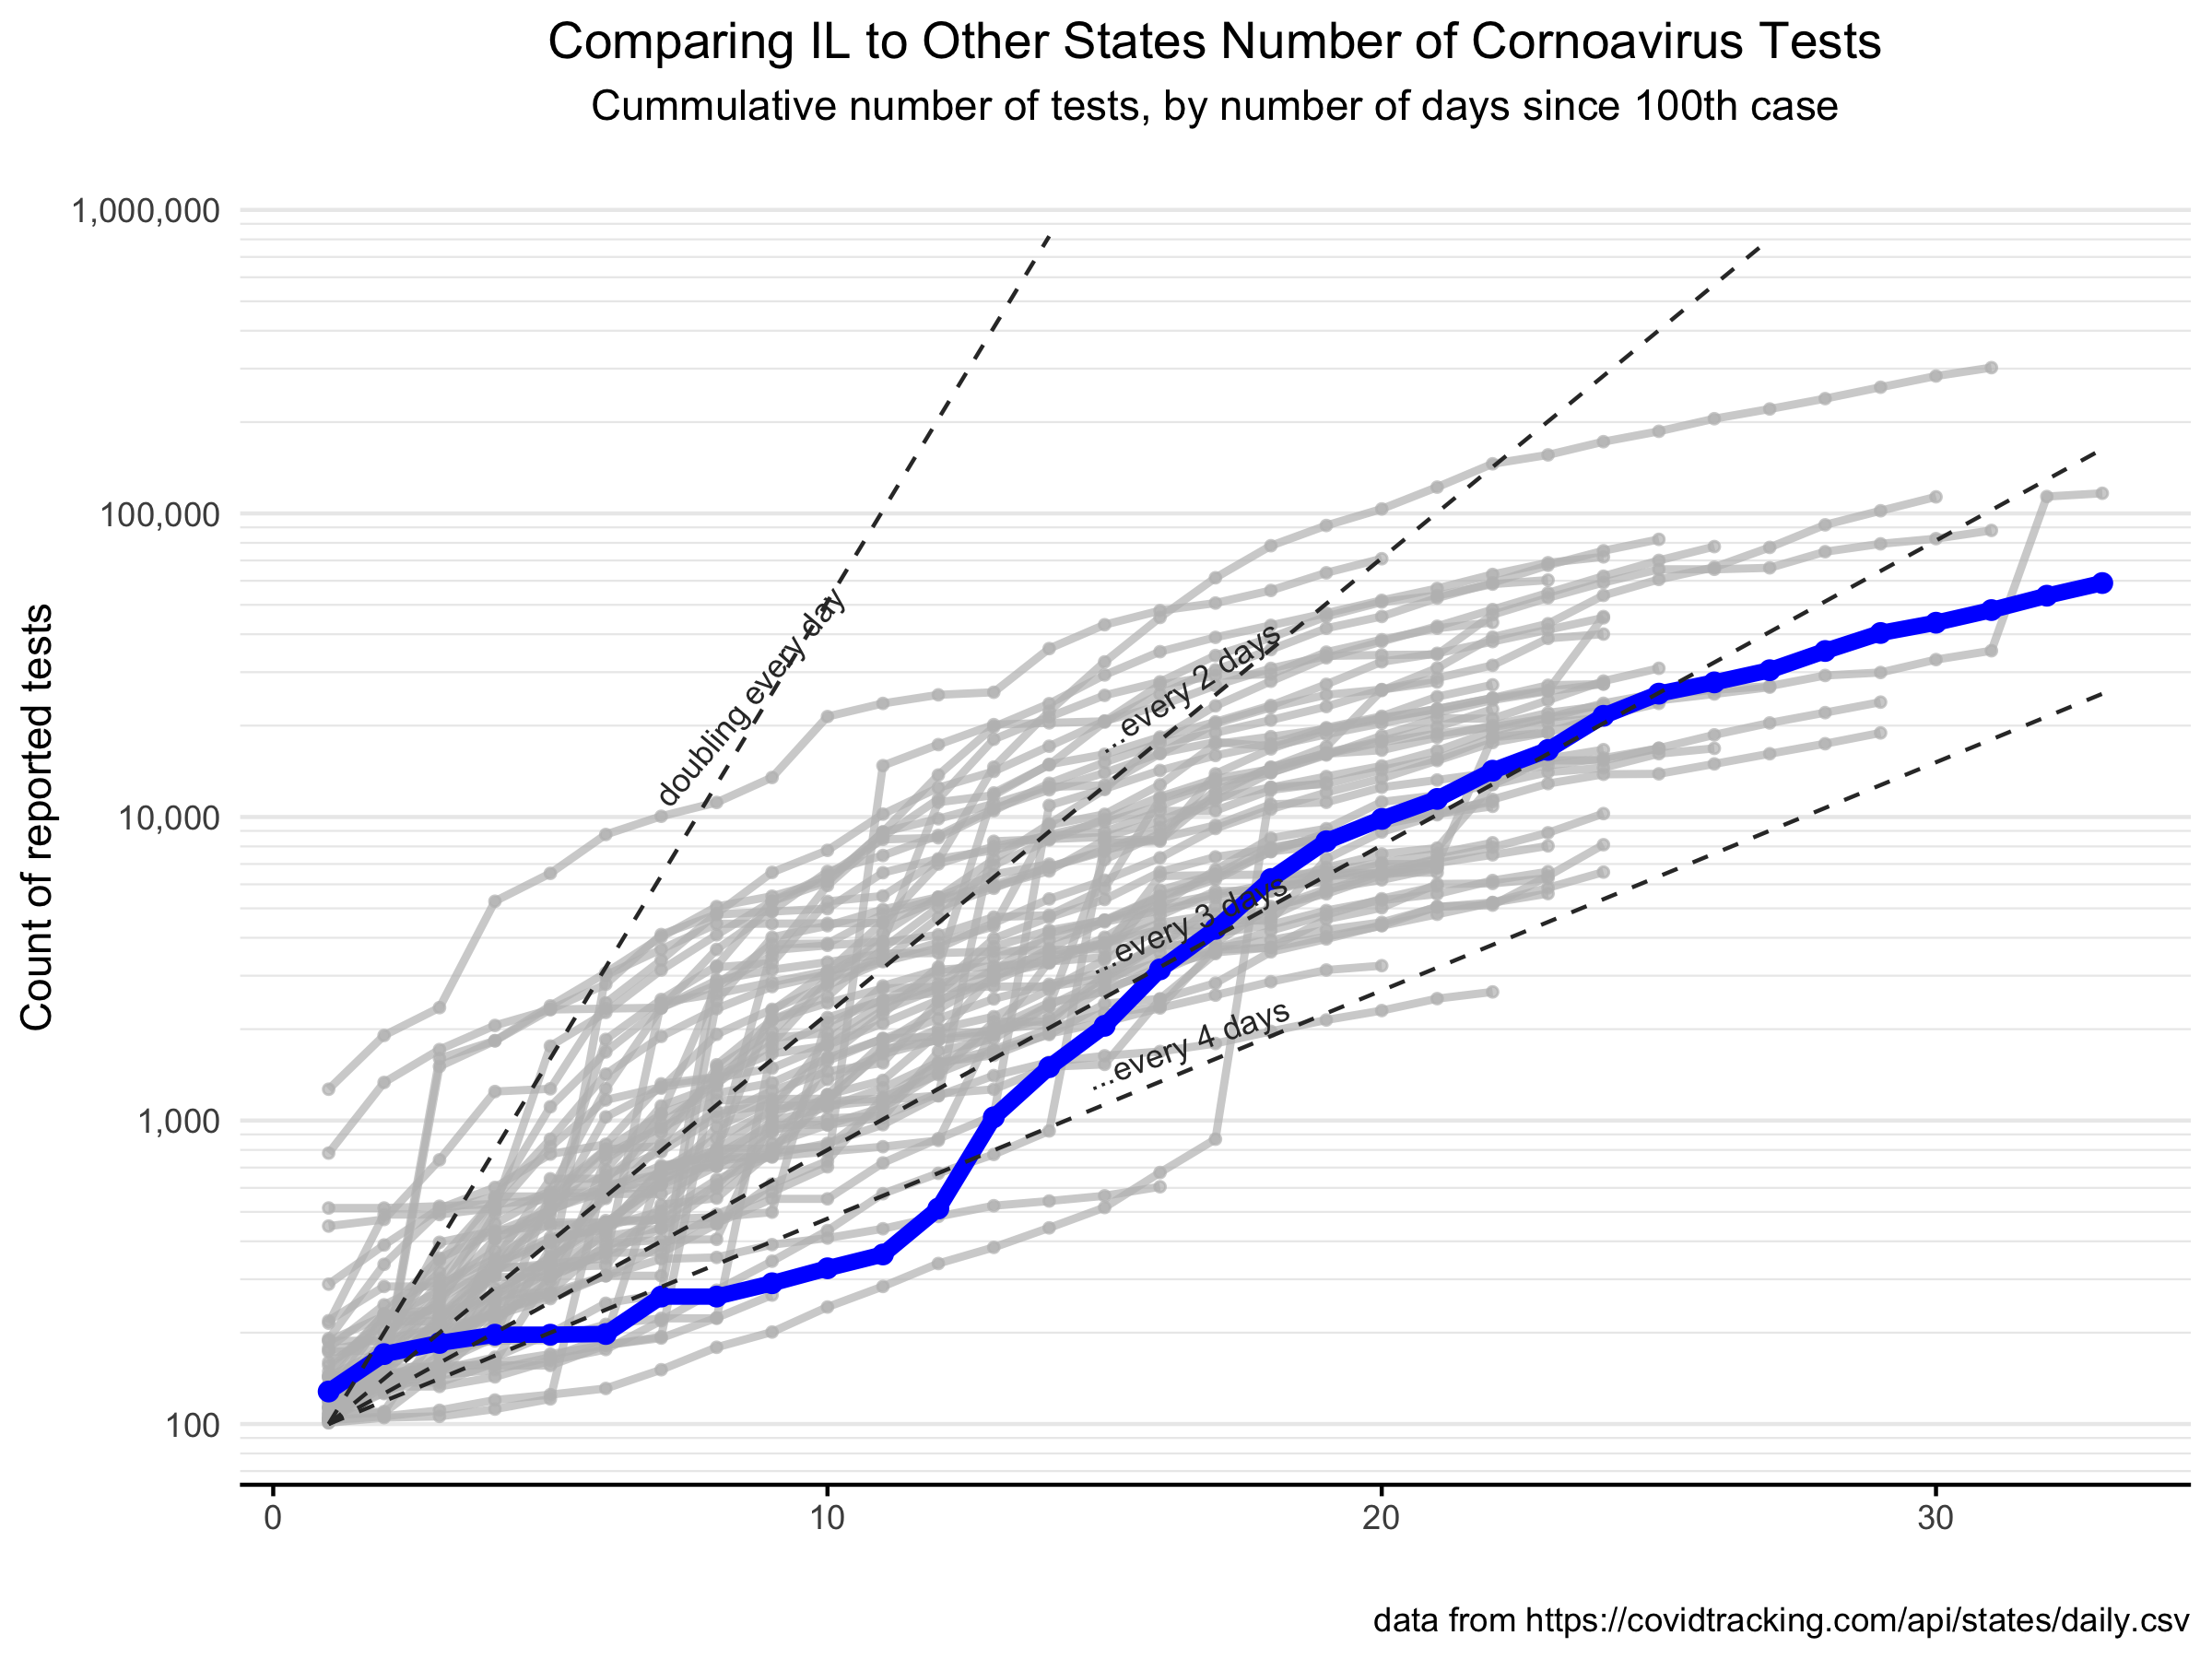 Comparing IL to Other States Number of Cornoavirus Tests
Cummulative number of tests, by number of days since 100th case
1,000,000
100,000
10,000
1,000
100
Count of reported tests
doubling every day
...every 2 days
...every 3 days
...every 4 days
0 10 20 30
data from https://covidtracking.com/api/states/daily.csv